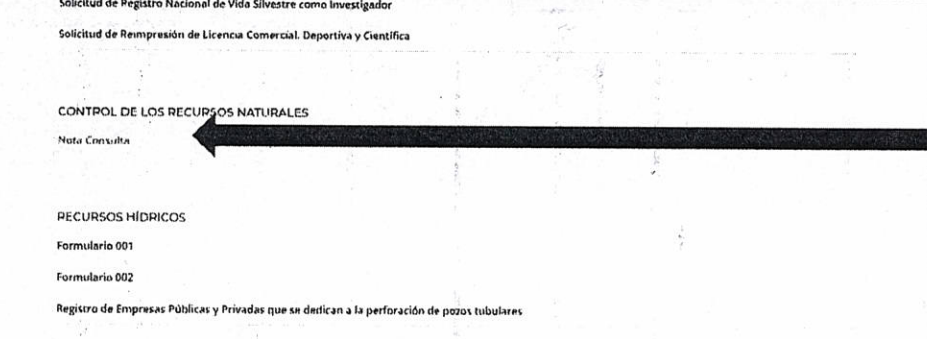 Solicitud de Registro Nacional de Vida Silvestre como Investigador
Solicitud de Reimpresión de Licencia Comercial, Deportiva y Científica
CONTROL DE LOS RECURSOS NATURALES
Nota Consulta
RECURSOS HÍDRICOS
Formulario 001
Formulario 002
Registro de Empresas Públicas y Privadas que se dedican a la perforación de pozos tubulares